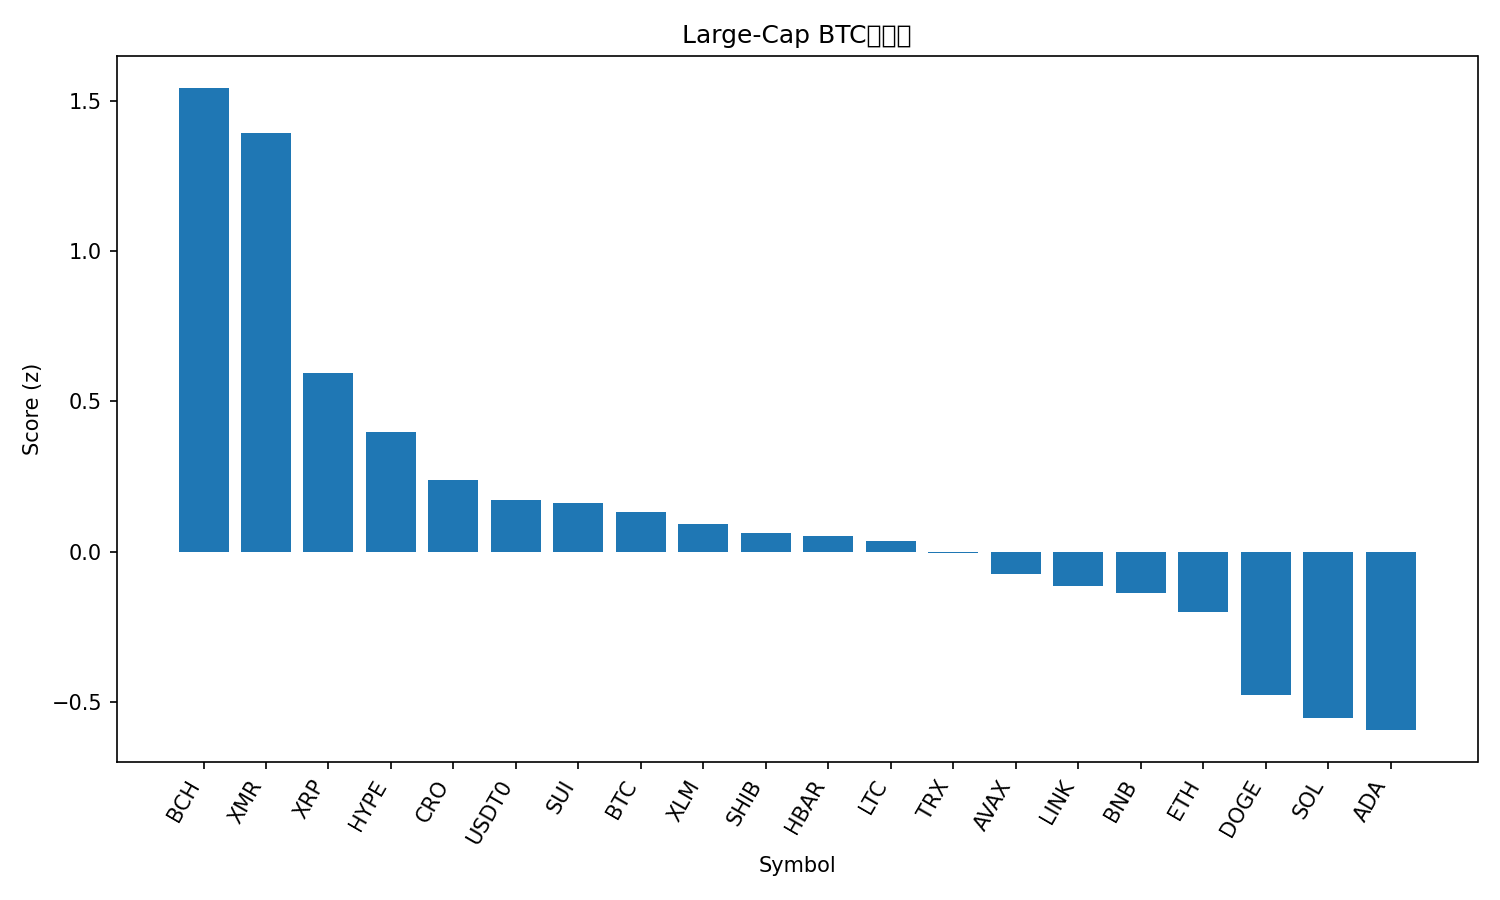 Large-Cap BTC
Score (z)
1.5
1.0
0.5
0.0
−0.5
BCH
XMR
XRP
HYPE
CRO
USDT0
SUI
BTC
XLM
SHIB
HBAR
LTC
TRX
AVAX
LINK
BNB
ETH
DOGE
SOL
ADA
Symbol